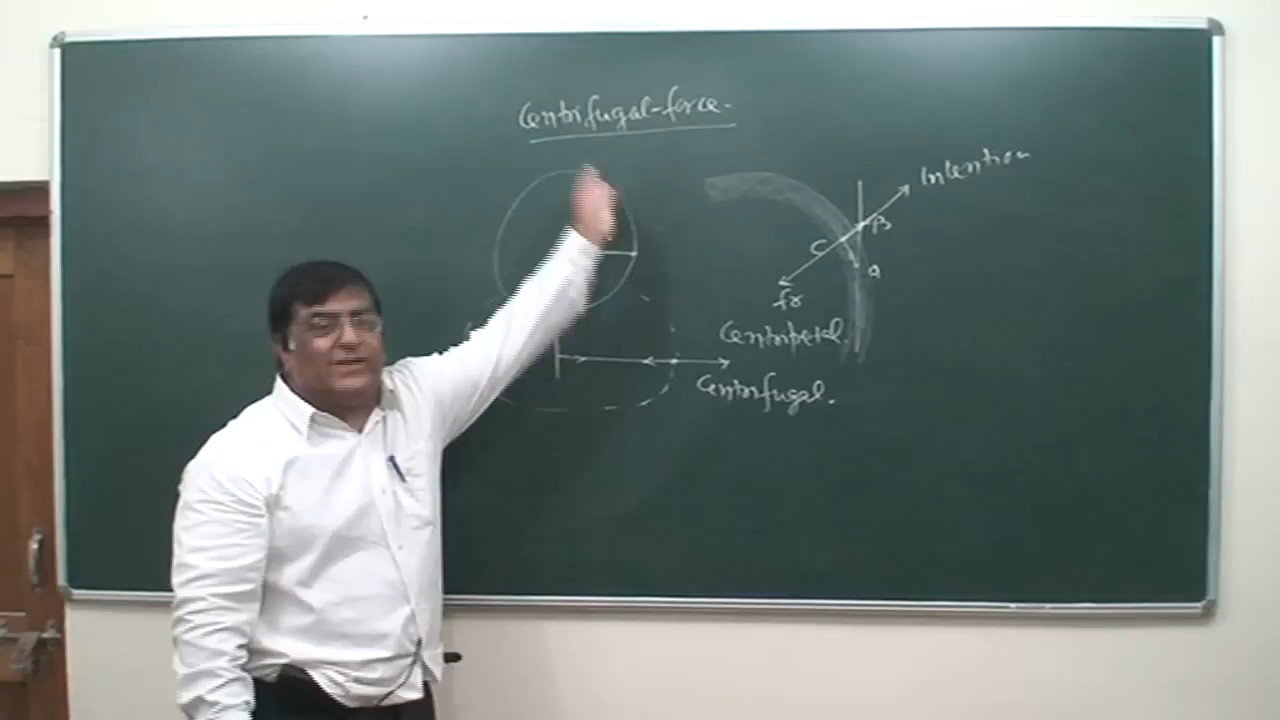 Centrifugal-force.
Intention
B
C
a
fr
Centripetal.
Centrifugal.